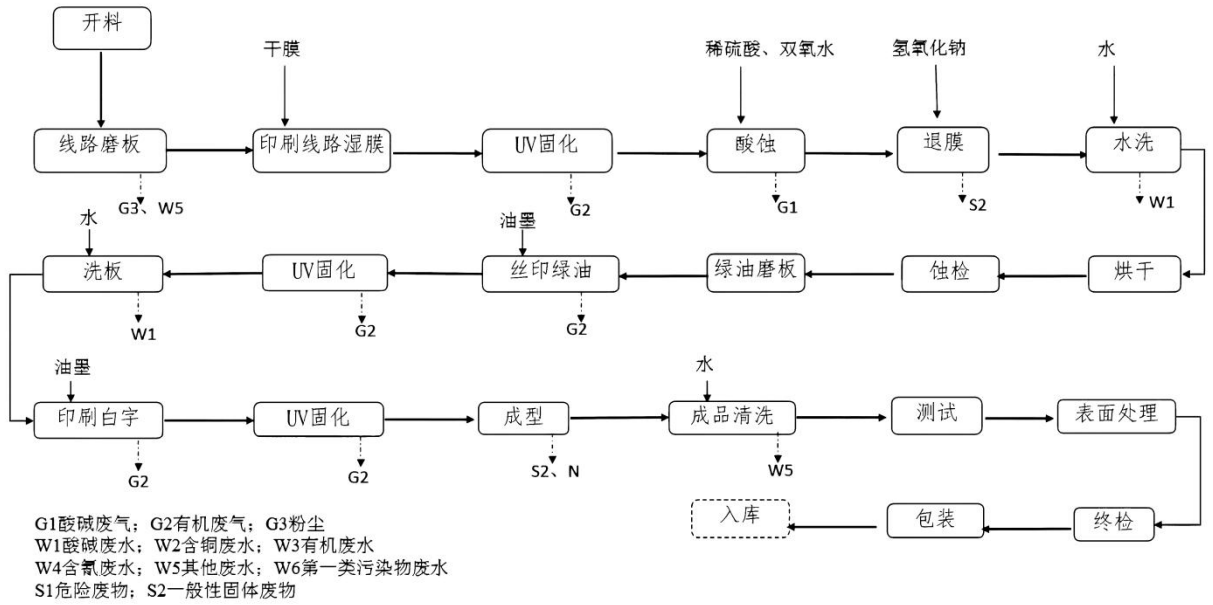 开料
干膜
稀硫酸、双氧水
氢氧化钠
水
线路磨板
印刷线路湿膜
UV固化
酸蚀
退膜
水洗
G3、W5
G2
G1
S2
W1
水
油墨
洗板
UV固化
丝印绿油
绿油磨板
蚀检
烘干
W1
G2
G2
油墨
水
印刷白字
UV固化
成型
成品清洗
测试
表面处理
G2
G2
S2、N
W5
入库
包装
终检
G1酸碱废气；G2有机废气；G3粉尘
W1酸碱废水；W2含铜废水；W3有机废水
W4含氰废水；W5其他废水；W6第一类污染物废水
S1危险废物；S2一般性固体废物